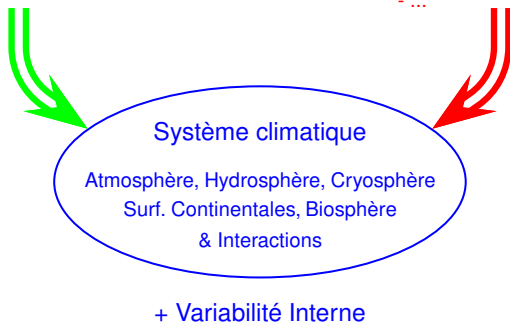 - ...
Système climatique
Atmosphère, Hydrosphère, Cryosphère
Surf. Continentales, Biosphère
& Interactions
+ Variabilité Interne